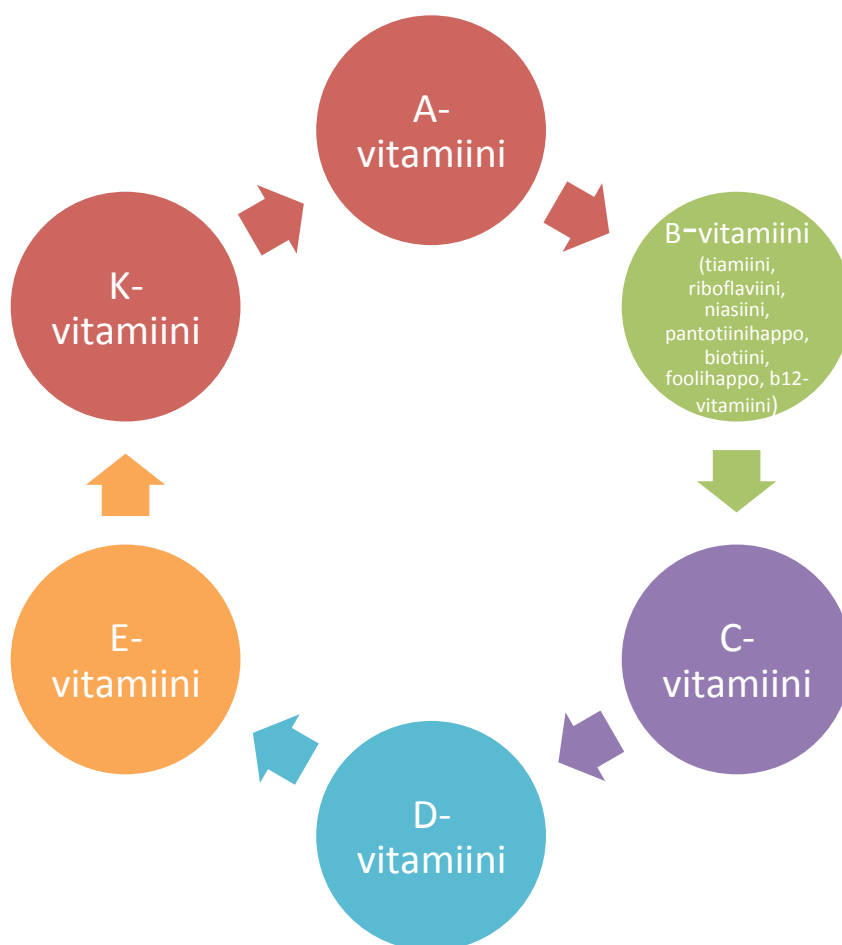 A-
vitamiini
B-vitamiini
(tiamiini,
riboflaviini,
niasiini,
pantotiinihappo,
biotiini,
foolihappo, b12-
vitamiini)
C-
vitamiini
D-
vitamiini
E-
vitamiini
K-
vitamiini